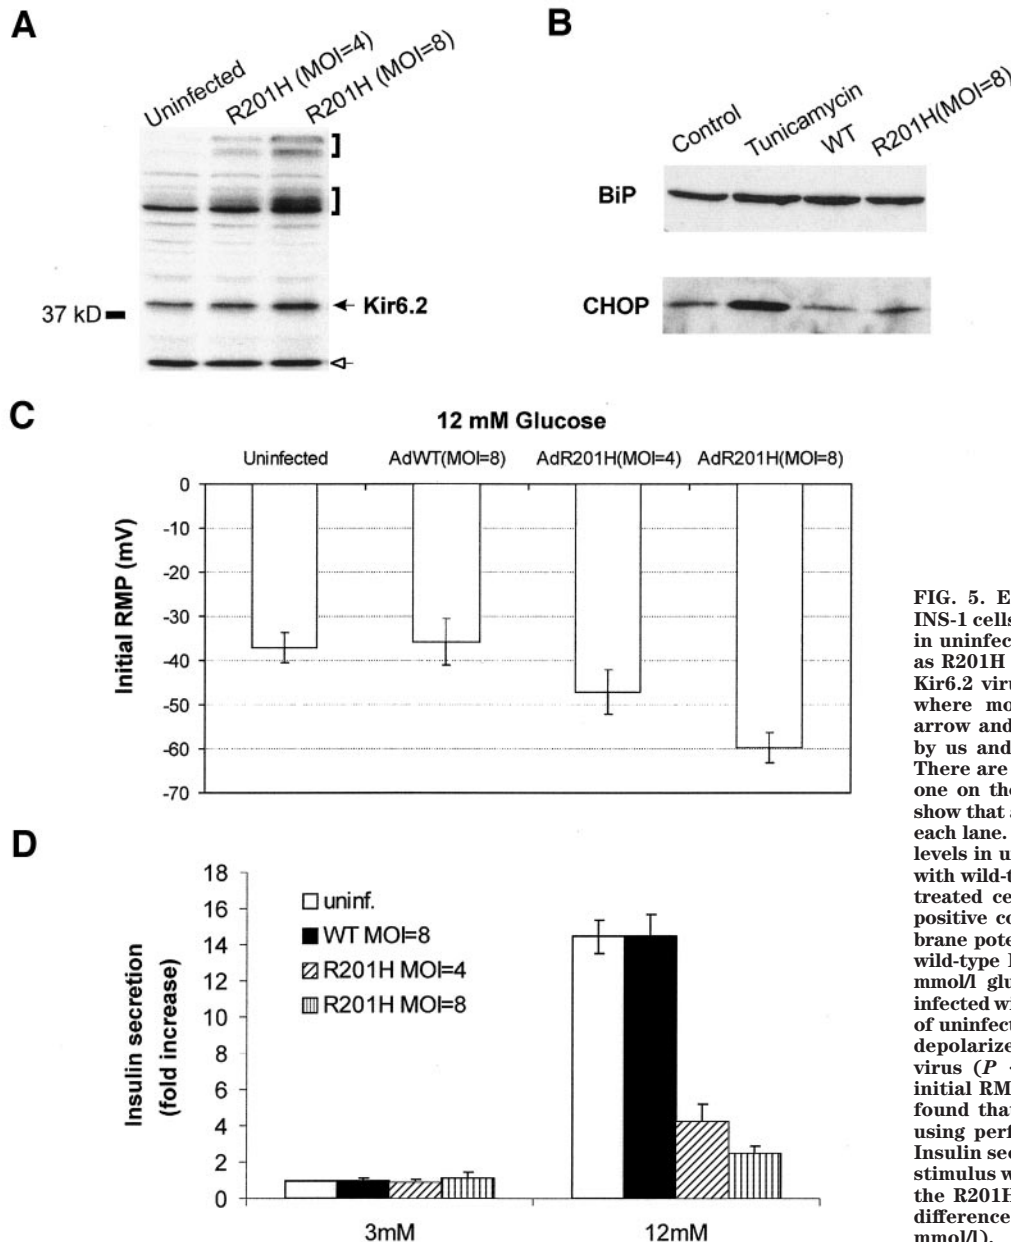 A
Uninfected
R201H (MOI=4)
R201H (MOI=8)
Kir6.2
37 kD
B
Control
Tunicamycin
WT
R201H(MOI=8)
BiP
CHOP
C
12 mM Glucose
Uninfected
AdWT(MOI=8)
AdR201H(MOI=4)
AdR201H(MOI=8)
Initial RMP (mV)
0
-10
-20
-30
-40
-50
-60
-70
D
Insulin secretion
(fold increase)
18
16
14
12
10
8
6
4
2
0
uninf.
WT MOI=8
R201H MOI=4
R201H MOI=8
3mM
12mM
FIG. 5. E
INS-1 cells
in uninfec
as R201H
Kir6.2 viru
where mo
arrow and
by us and
There are
one on the
show that a
each lane.
levels in u
with wild-t
treated ce
positive co
brane pote
wild-type
mmol/l glu
infected wi
of uninfect
depolarize
virus (P
initial RM
found that
using perf
Insulin sec
stimulus w
the R201H
difference
mmol/l).